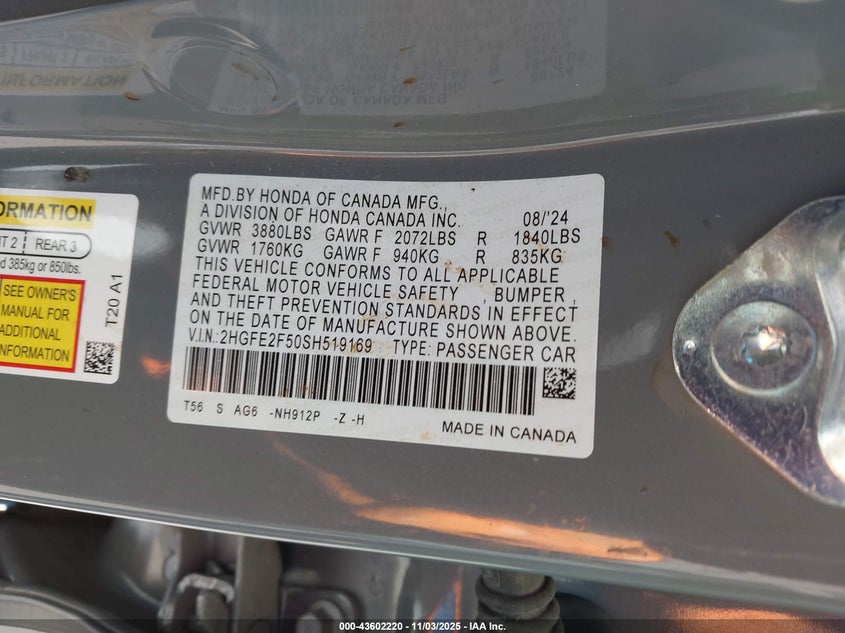 ORMATION
T 2 REAR 3
d 385kg or 850lbs.
SEE OWNER'S
MANUAL FOR
ADDITIONAL
INFORMATION
T20 A1
MFD.BY HONDA OF CANADA MFG.,
A DIVISION OF HONDA CANADA INC. 08/'24
GVWR 3880LBS GAWR F 2072LBS R 1840LBS
GVWR 1760KG GAWR F 940KG R 835KG
THIS VEHICLE CONFORMS TO ALL APPLICABLE
FEDERAL MOTOR VEHICLE SAFETY , BUMPER ,
AND THEFT PREVENTION STANDARDS IN EFFECT
ON THE DATE OF MANUFACTURE SHOWN ABOVE.
V.I.N.:2HGFE2F50SH519169 TYPE: PASSENGER CAR
T56 S AG6 -NH912P -Z -H
MADE IN CANADA
000-43602220 - 11/03/2025 - IAA Inc.